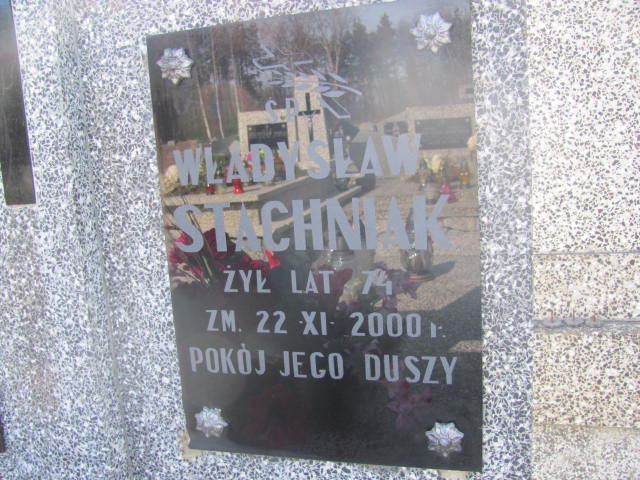 Ś.P.
WŁADYSŁAW
STACHNIAK
ŻYŁ LAT 74
ZM. 22-XI-2000 r.
POKÓJ JEGO DUSZY